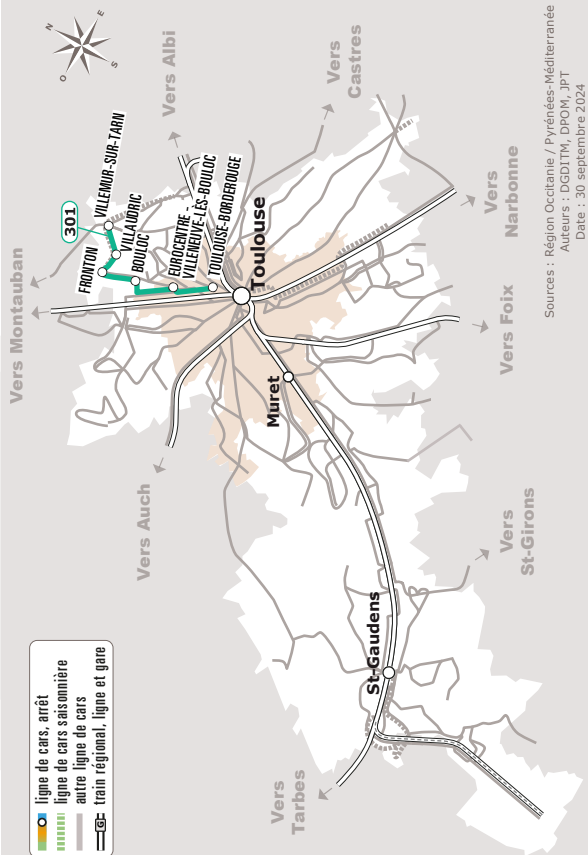 N
E
S
O
Vers Montauban
Vers Albi
Vers
Castres
301
FRONTON
VILLEMUR-SUR-TARN
VILLAUDRIC
BOULOC
EUROCENTRE -
VILLENEUVE-LÈS-BOULOC
TOULOUSE-BORDEROUGE
Toulouse
Vers
Narbonne
Vers Auch
Muret
Vers Foix
Vers
St-Girons
St-Gaudens
Vers
Tarbes
ligne de cars, arrêt
ligne de cars saisonnière
autre ligne de cars
G
train régional, ligne et gare
Sources : Région Occitanie / Pyrénées-Méditerranée
Auteurs : DGDITM, DPOM, JPT
Date : 30 septembre 2024